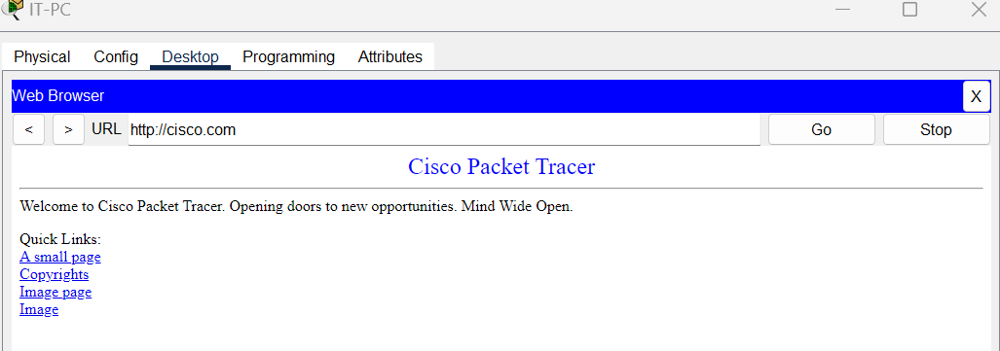 IT-PC
Physical Config Desktop Programming Attributes
Web Browser X
< > URL http://cisco.com Go Stop
Cisco Packet Tracer
Welcome to Cisco Packet Tracer. Opening doors to new opportunities. Mind Wide Open.
Quick Links:
A small page
Copyrights
Image page
Image